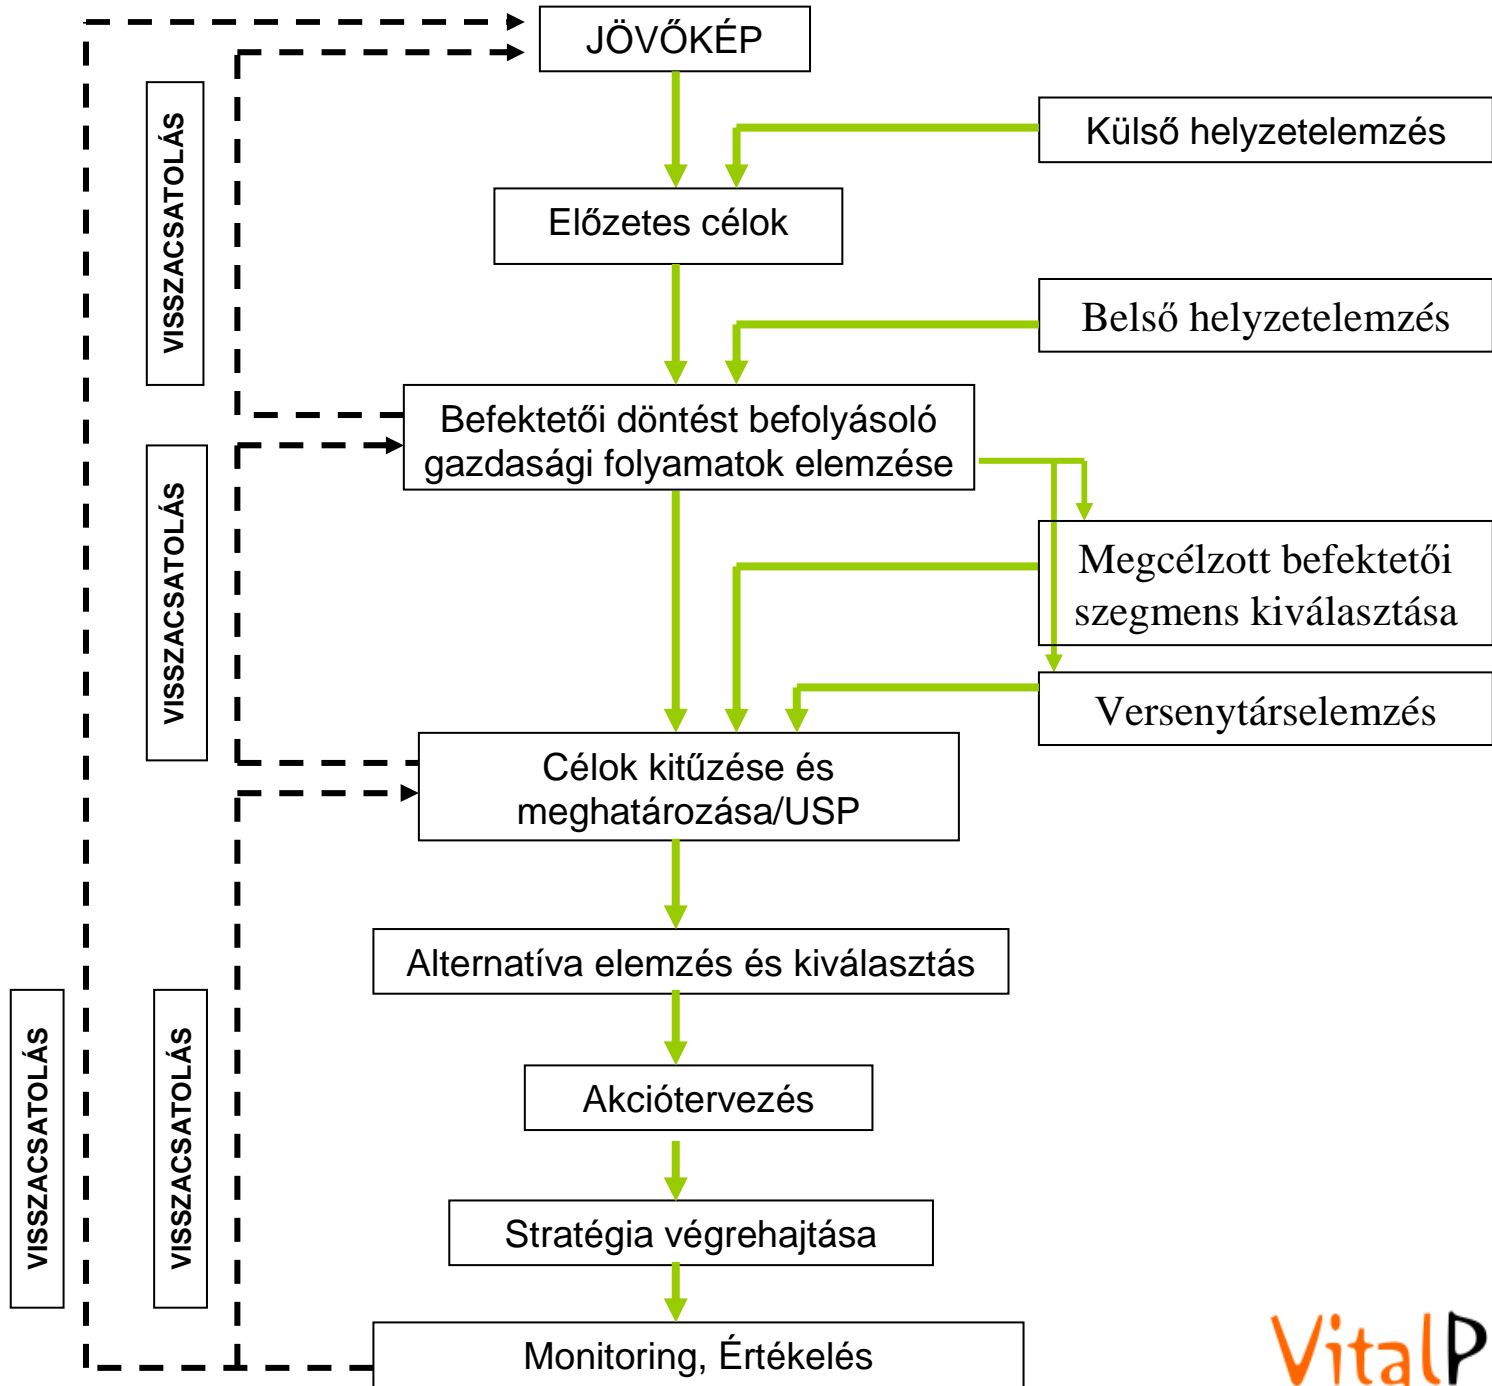 JÖVŐKÉP
Külső helyzetelemzés
VISSZACSATOLÁS
Előzetes célok
Belső helyzetelemzés
Befektetői döntést befolyásoló
gazdasági folyamatok elemzése
VISSZACSATOLÁS
Megcélzott befektetői
szegmens kiválasztása
Versenytárselemzés
Célok kitűzése és
meghatározása/USP
Alternatíva elemzés és kiválasztás
VISSZACSATOLÁS
VISSZACSATOLÁS
Akciótervezés
Stratégia végrehajtása
Monitoring, Értékelés
VitalP